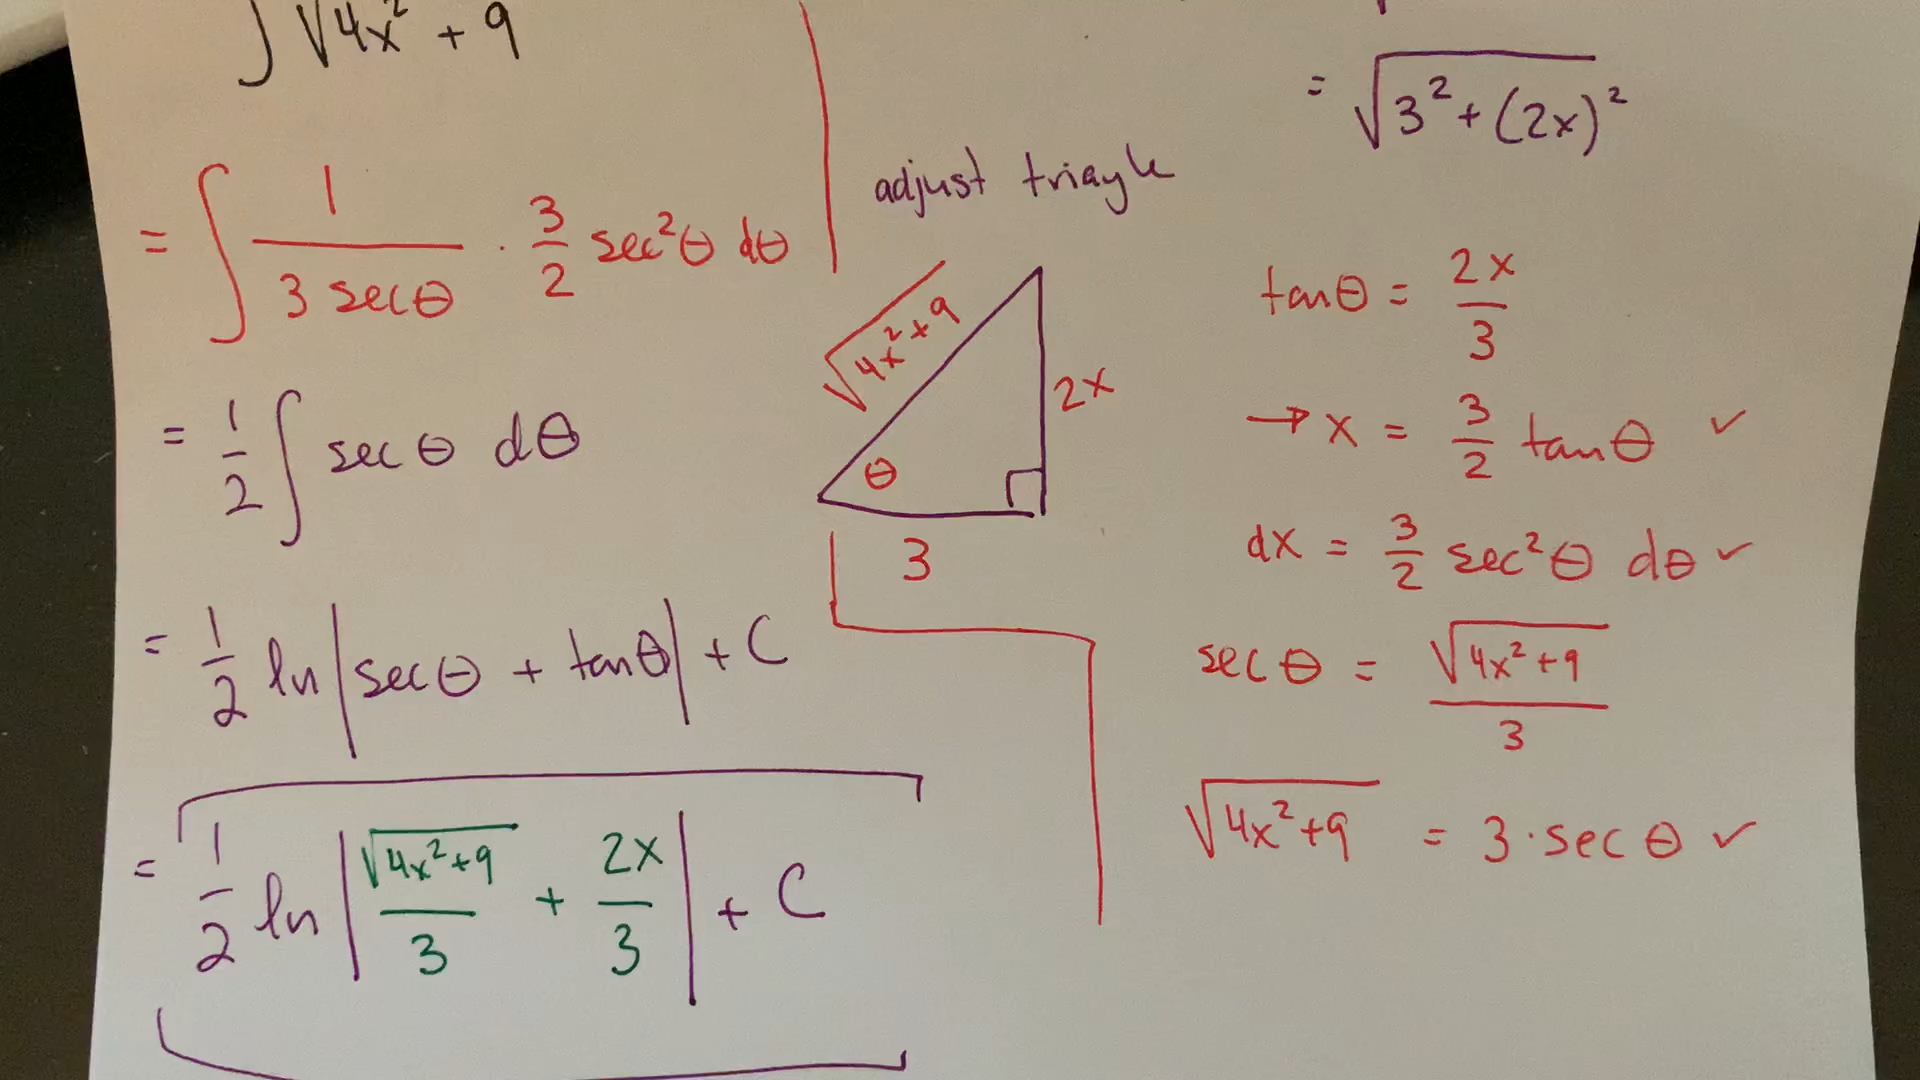 ∫ √4x² + 9
= ∫ 1 / 3 secθ · 3/2 sec²θ dθ
= 1/2 ∫ secθ dθ
= 1/2 ln |secθ + tanθ| + C
= 1/2 ln | √4x²+9 / 3 + 2x / 3 | + C
adjust triagle
√4x²+9
2x
θ
3
= √3² + (2x)²
tanθ = 2x / 3
→ x = 3/2 tanθ ✓
dx = 3/2 sec²θ dθ ✓
secθ = √4x²+9 / 3
√4x²+9 = 3·secθ ✓